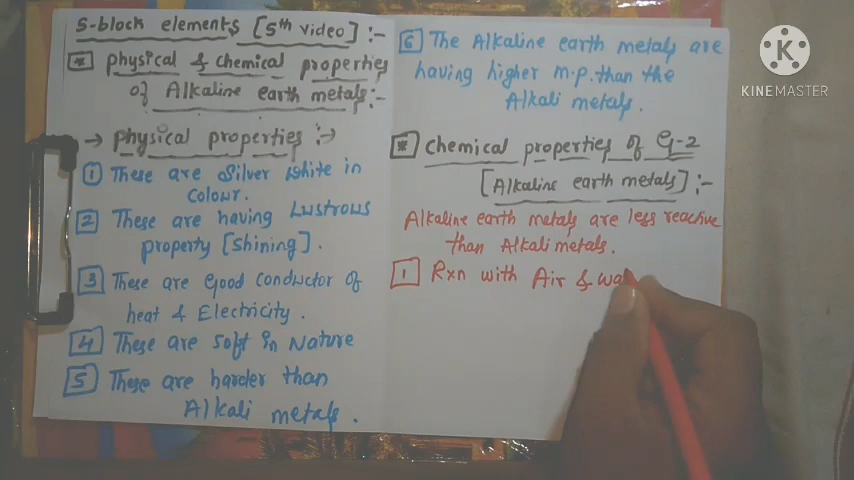 S-block elements [5th video] :-
[*] physical & chemical properties
of Alkaline earth metals:-
→ physical properties :→
1 These are Silver white in
colour.
2 These are having Lustrows
property [Shining].
3 These are Good conductor of
heat & Electricity.
4 These are soft in Nature
5 These are harder than
Alkali metals.
6 The Alkaline earth metals are
having higher m.p. than the
Alkali metals.
[*] Chemical properties of G-2
[Alkaline earth metals] :-
Alkaline earth metals are less reactive
than Alkali metals.
1 Rxn with Air & wa
K
KINEMASTER